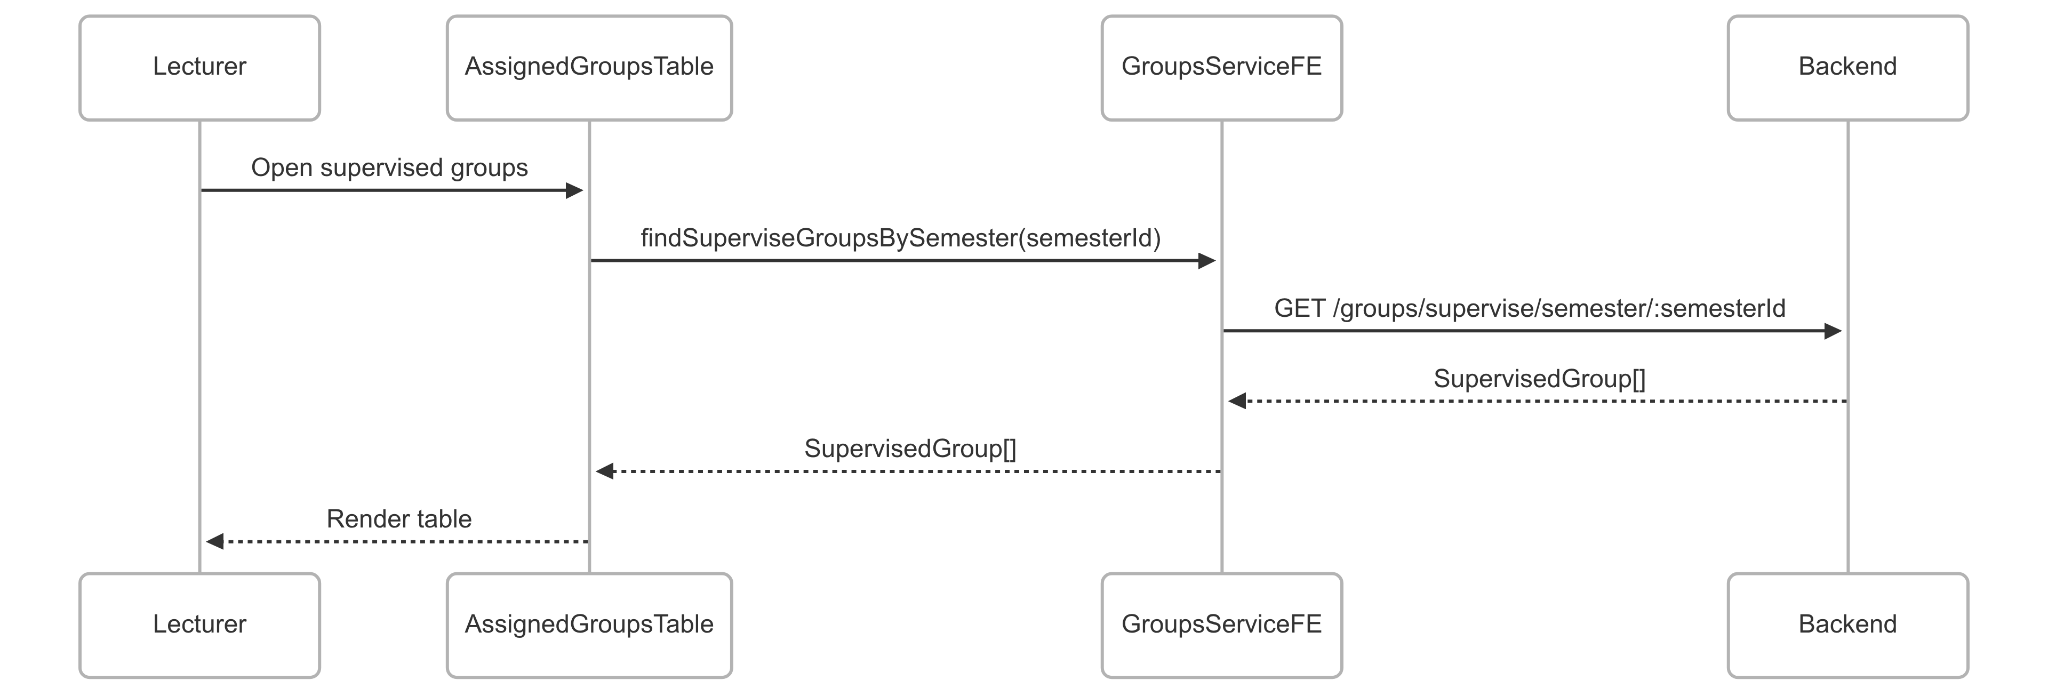 Lecturer
AssignedGroupsTable
GroupsServiceFE
Backend
Open supervised groups
findSuperviseGroupsBySemester(semesterId)
GET /groups/supervise/semester/:semesterId
SupervisedGroup[]
SupervisedGroup[]
Render table
Lecturer
AssignedGroupsTable
GroupsServiceFE
Backend